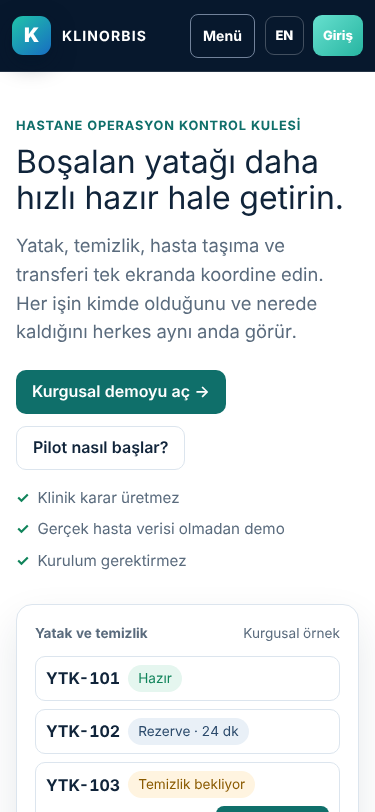 K KLINORBIS Menü EN Giriş
HASTANE OPERASYON KONTROL KULESİ
Boşalan yatağı daha
hızlı hazır hale getirin.
Yatak, temizlik, hasta taşıma ve
transferi tek ekranda koordine edin.
Her işin kimde olduğunu ve nerede
kaldığını herkes aynı anda görür.
Kurgusal demoyu aç →
Pilot nasıl başlar?
✓ Klinik karar üretmez
✓ Gerçek hasta verisi olmadan demo
✓ Kurulum gerektirmez
Yatak ve temizlik Kurgusal örnek
YTK-101 Hazır
YTK-102 Rezerve · 24 dk
YTK-103 Temizlik bekliyor